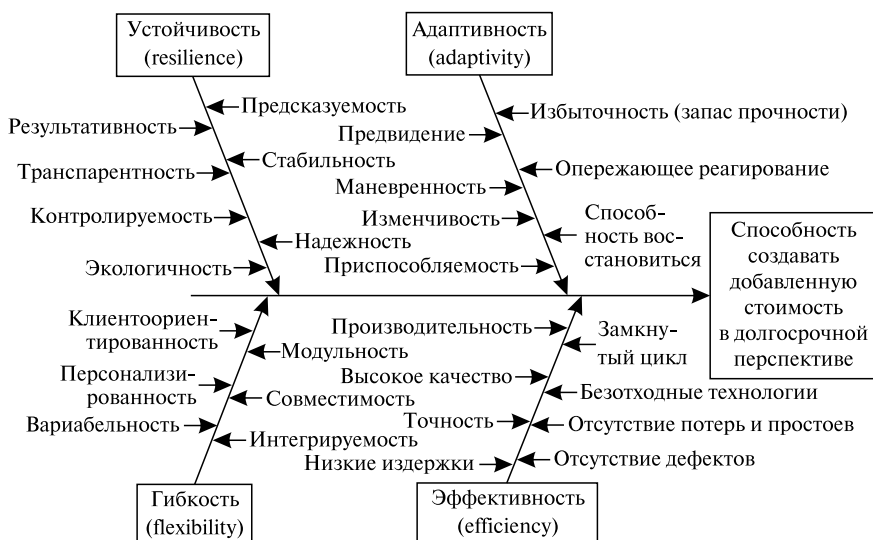 Устойчивость
(resilience)
Адаптивность
(adaptivity)
Предсказуемость
Результативность
Стабильность
Транспарентность
Контролируемость
Надежность
Экологичность
Избыточность (запас прочности)
Предвидение
Опережающее реагирование
Маневренность
Изменчивость
Способ-
ность вос-
становиться
Приспособляемость
Способность
создавать
добавленную
стоимость
в долгосрочной
перспективе
Клиентоориен-
тированность
Модульность
Персонализи-
рованность
Совместимость
Вариабельность
Интегрируемость
Производительность
Замкну-
тый цикл
Высокое качество
Безотходные технологии
Точность
Отсутствие потерь и простоев
Низкие издержки
Отсутствие дефектов
Гибкость
(flexibility)
Эффективность
(efficiency)